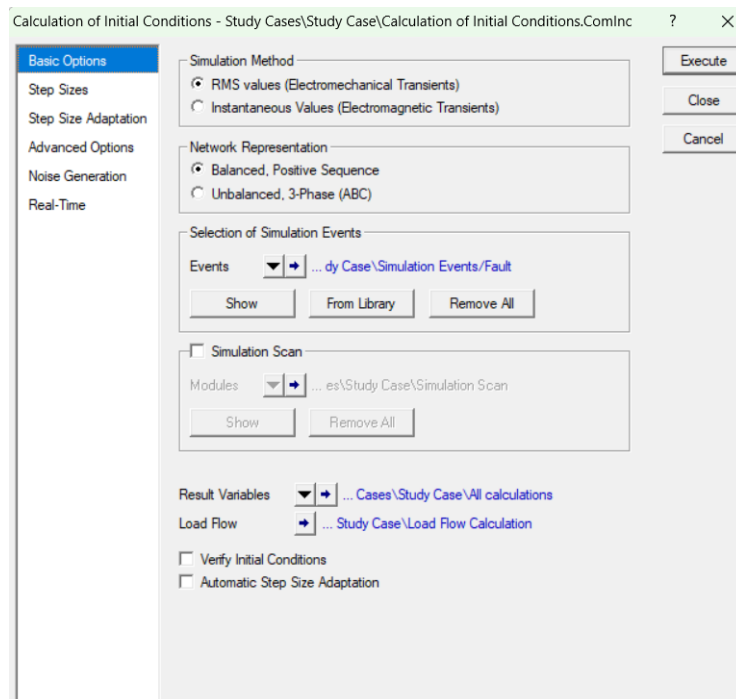 Calculation of Initial Conditions - Study Cases\Study Case\Calculation of Initial Conditions.ComInc ?
Basic Options
Step Sizes
Step Size Adaptation
Advanced Options
Noise Generation
Real-Time
Simulation Method
RMS values (Electromechanical Transients)
Instantaneous Values (Electromagnetic Transients)
Network Representation
Balanced, Positive Sequence
Unbalanced, 3-Phase (ABC)
Selection of Simulation Events
Events ... dy Case\Simulation Events/Fault
Show From Library Remove All
Simulation Scan
Modules ... es\Study Case\Simulation Scan
Show Remove All
Result Variables ... Cases\Study Case\All calculations
Load Flow ... Study Case\Load Flow Calculation
Verify Initial Conditions
Automatic Step Size Adaptation
Execute
Close
Cancel